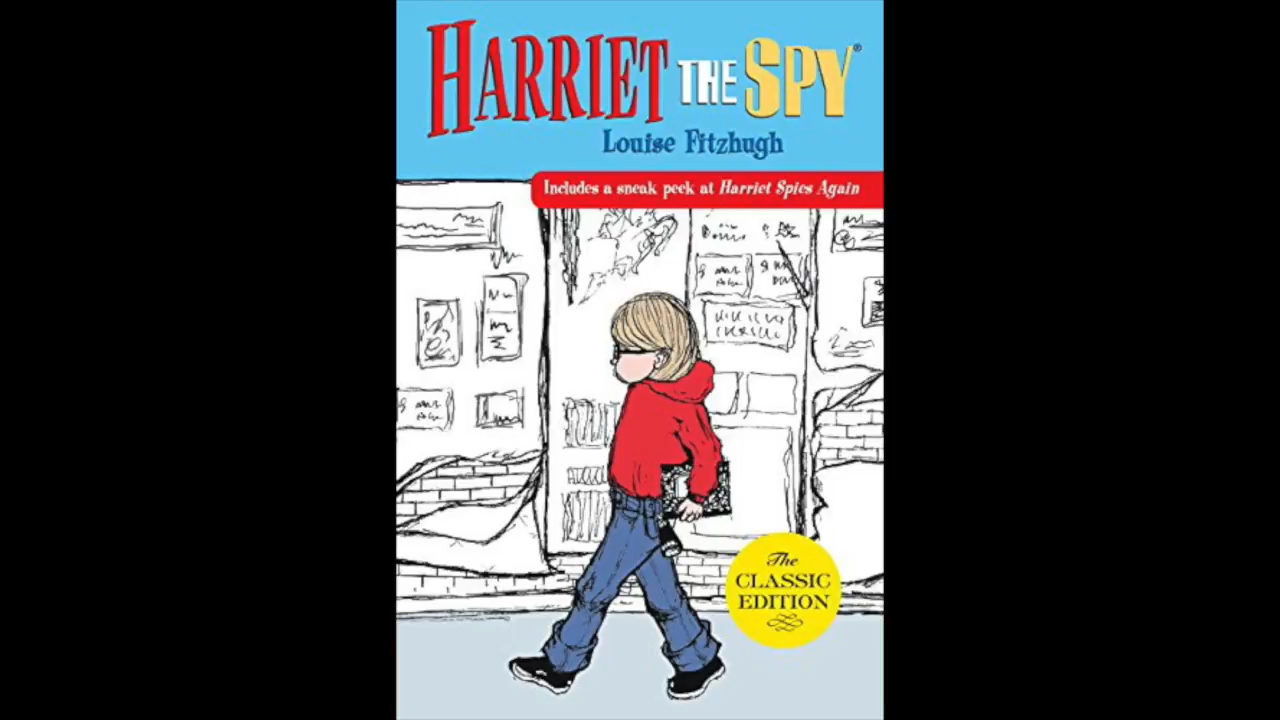 HARRIET THE SPY®
Louise Fitzhugh
Includes a sneak peek at Harriet Spies Again
The
CLASSIC
EDITION